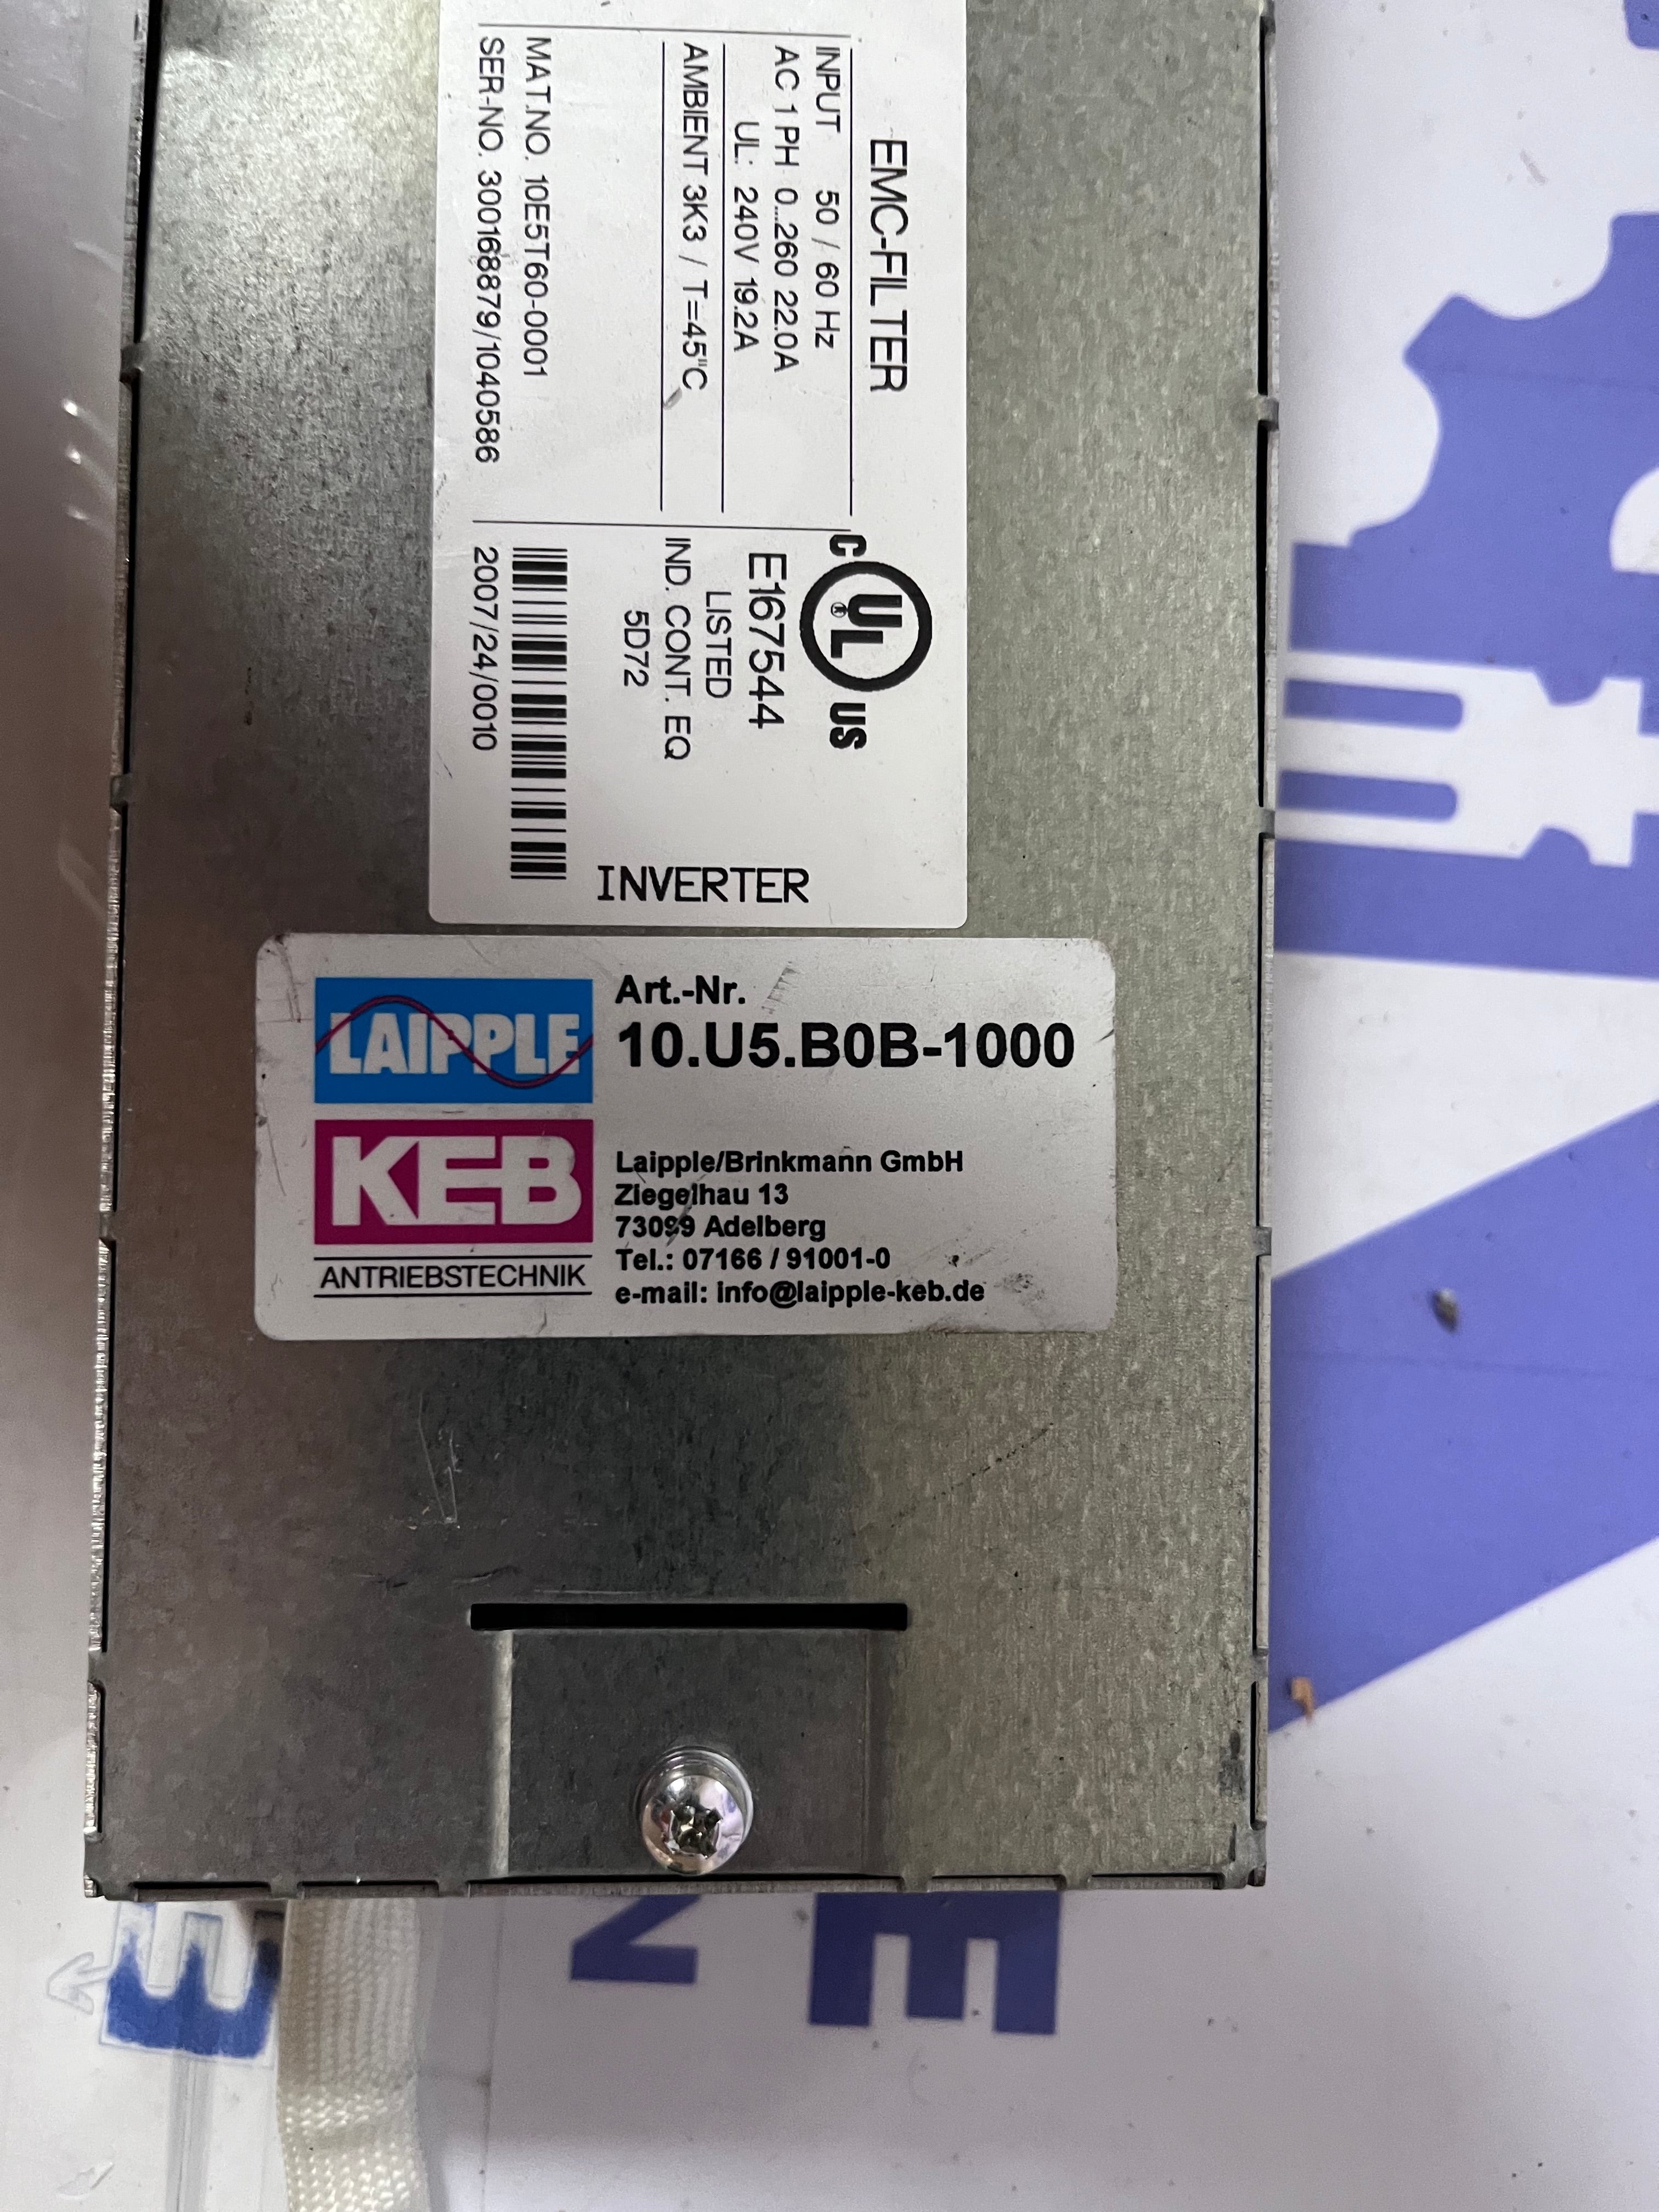 EMC-FILTER
INPUT 50 / 60 Hz
AC 1 PH 0...260 22.0A
UL: 240V 19.2A
AMBIENT 3K3 / T=45°C
MAT.NO. 10E5T60-0001
SER-NO. 300168879/1040586
C UL US
E167544
LISTED
IND. CONT. EQ
5D72
2007/24/0010
INVERTER
LAIPPLE
KEB
ANTRIEBSTECHNIK
Art.-Nr.
10.U5.B0B-1000
Laipple/Brinkmann GmbH
Ziegelhau 13
73099 Adelberg
Tel.: 07166 / 91001-0
e-mail: info@laipple-keb.de